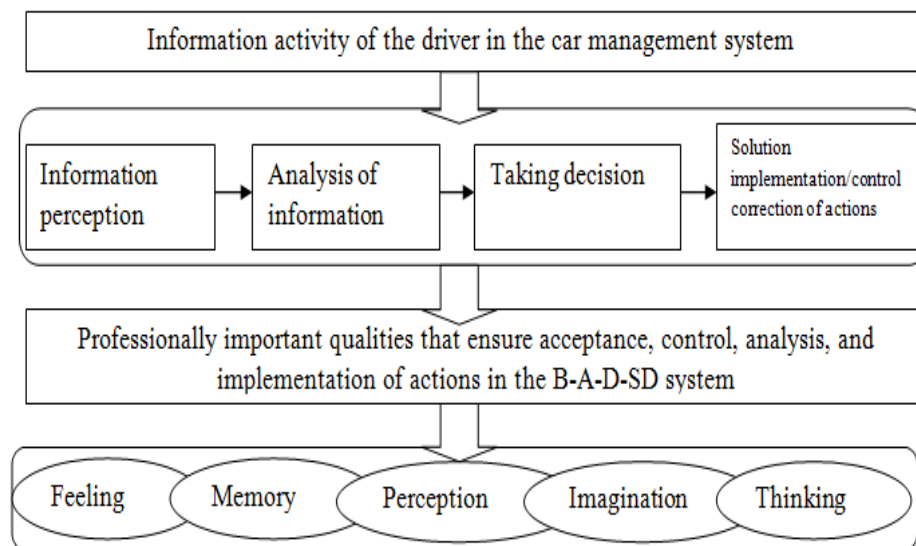 Information activity of the driver in the car management system
Information
perception
Analysis of
information
Taking decision
Solution
implementation/control
correction of actions
Professionally important qualities that ensure acceptance, control, analysis, and
implementation of actions in the B-A-D-SD system
Feeling
Memory
Perception
Imagination
Thinking